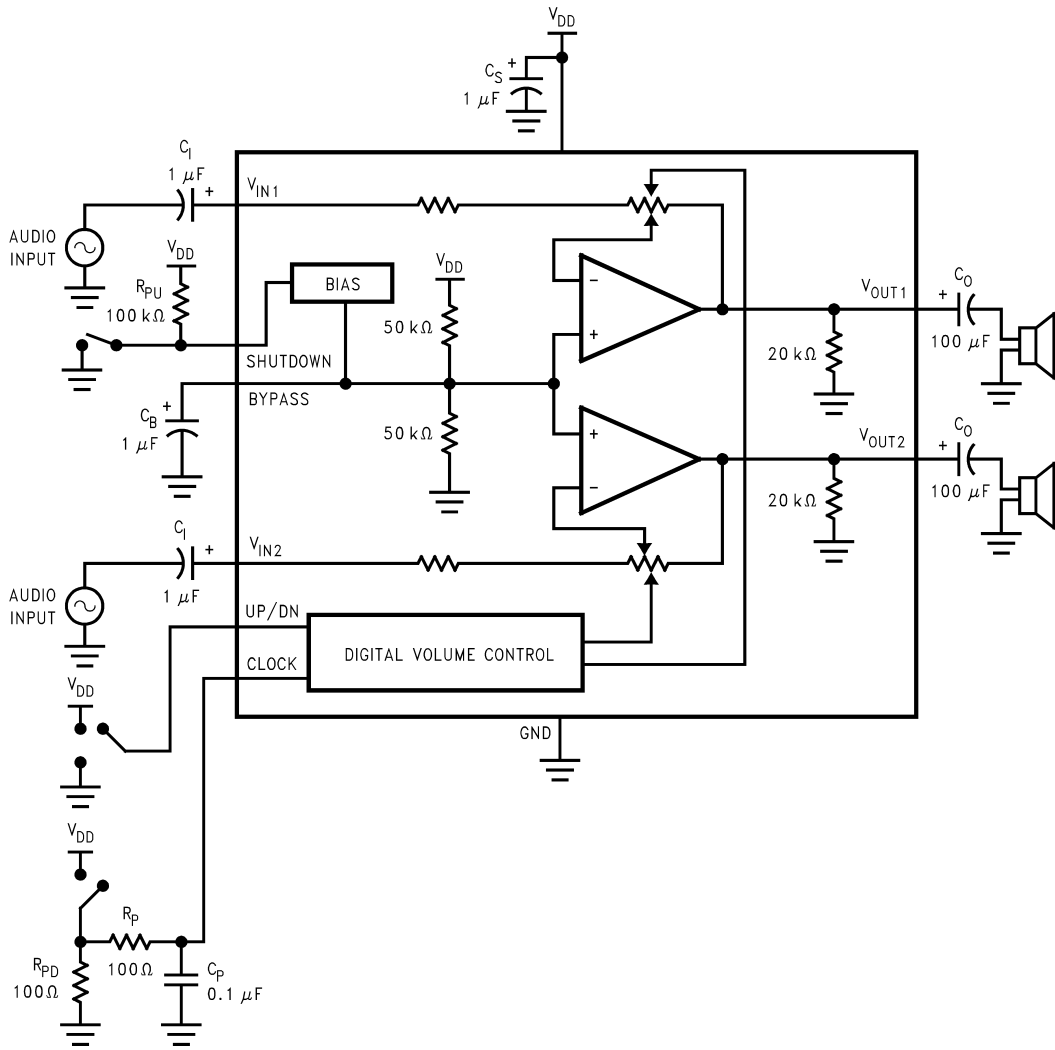 VDD
CS
1 μF
+
CI
1 μF
+
VIN1
AUDIO
INPUT
VDD
RPU
100 kΩ
BIAS
VDD
50 kΩ
−
+
VOUT1
+
CO
100 μF
20 kΩ
SHUTDOWN
BYPASS
+
CB
1 μF
50 kΩ
+
−
VOUT2
+
CO
100 μF
20 kΩ
CI
1 μF
+
VIN2
AUDIO
INPUT
UP/DN
CLOCK
DIGITAL VOLUME CONTROL
VDD
GND
VDD
RP
100Ω
RPD
100Ω
CP
0.1 μF